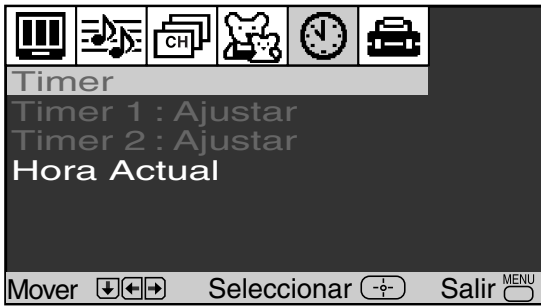 CH
Timer
Timer 1 : Ajustar
Timer 2 : Ajustar
Hora Actual
Mover Seleccionar Salir MENU